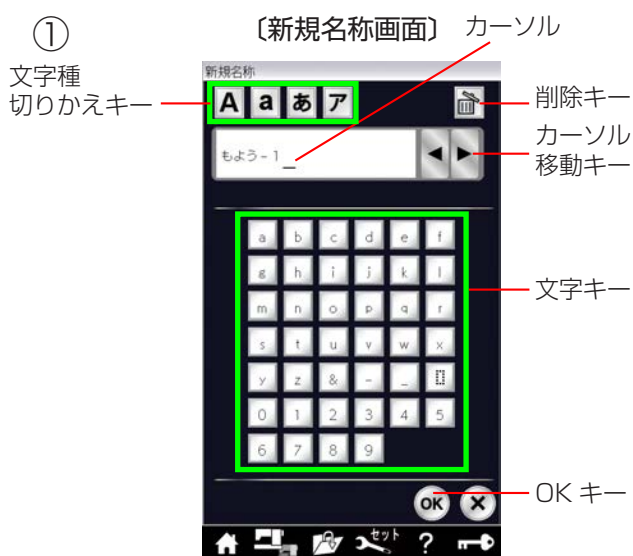 ①
〔新規名称画面〕
カーソル
文字種
切りかえキー
新規名称
A a あ ア
削除キー
もよう-1_
◀ ▶
カーソル
移動キー
a b c d e f
g h i j k l
文字キー
m n o p q r
s t u v w x
y z & - _
0 1 2 3 4 5
6 7 8 9
OK ×
OK キー
セット ?